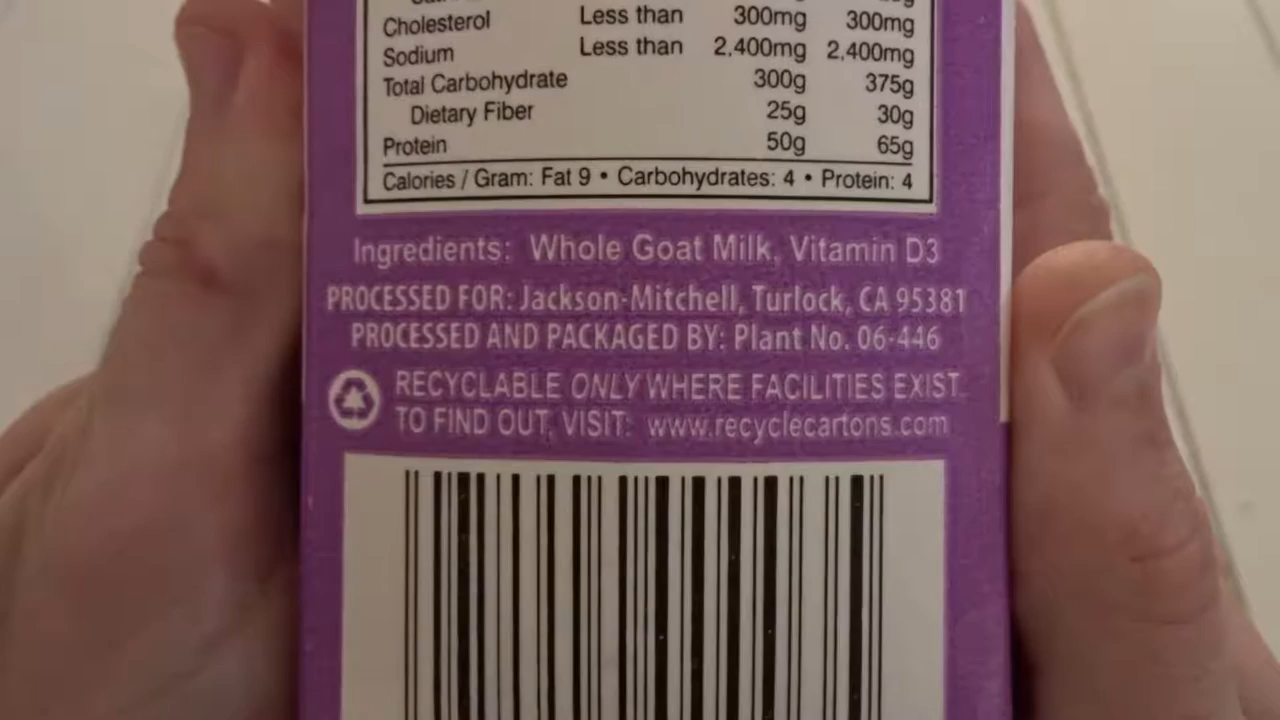 Cholesterol Less than 300mg 300mg
Sodium Less than 2,400mg 2,400mg
Total Carbohydrate 300g 375g
Dietary Fiber 25g 30g
Protein 50g 65g
Calories / Gram: Fat 9 • Carbohydrates: 4 • Protein: 4
Ingredients: Whole Goat Milk, Vitamin D3
PROCESSED FOR: Jackson-Mitchell, Turlock, CA 95381
PROCESSED AND PACKAGED BY: Plant No. 06-446
RECYCLABLE ONLY WHERE FACILITIES EXIST.
TO FIND OUT, VISIT: www.recyclecartons.com